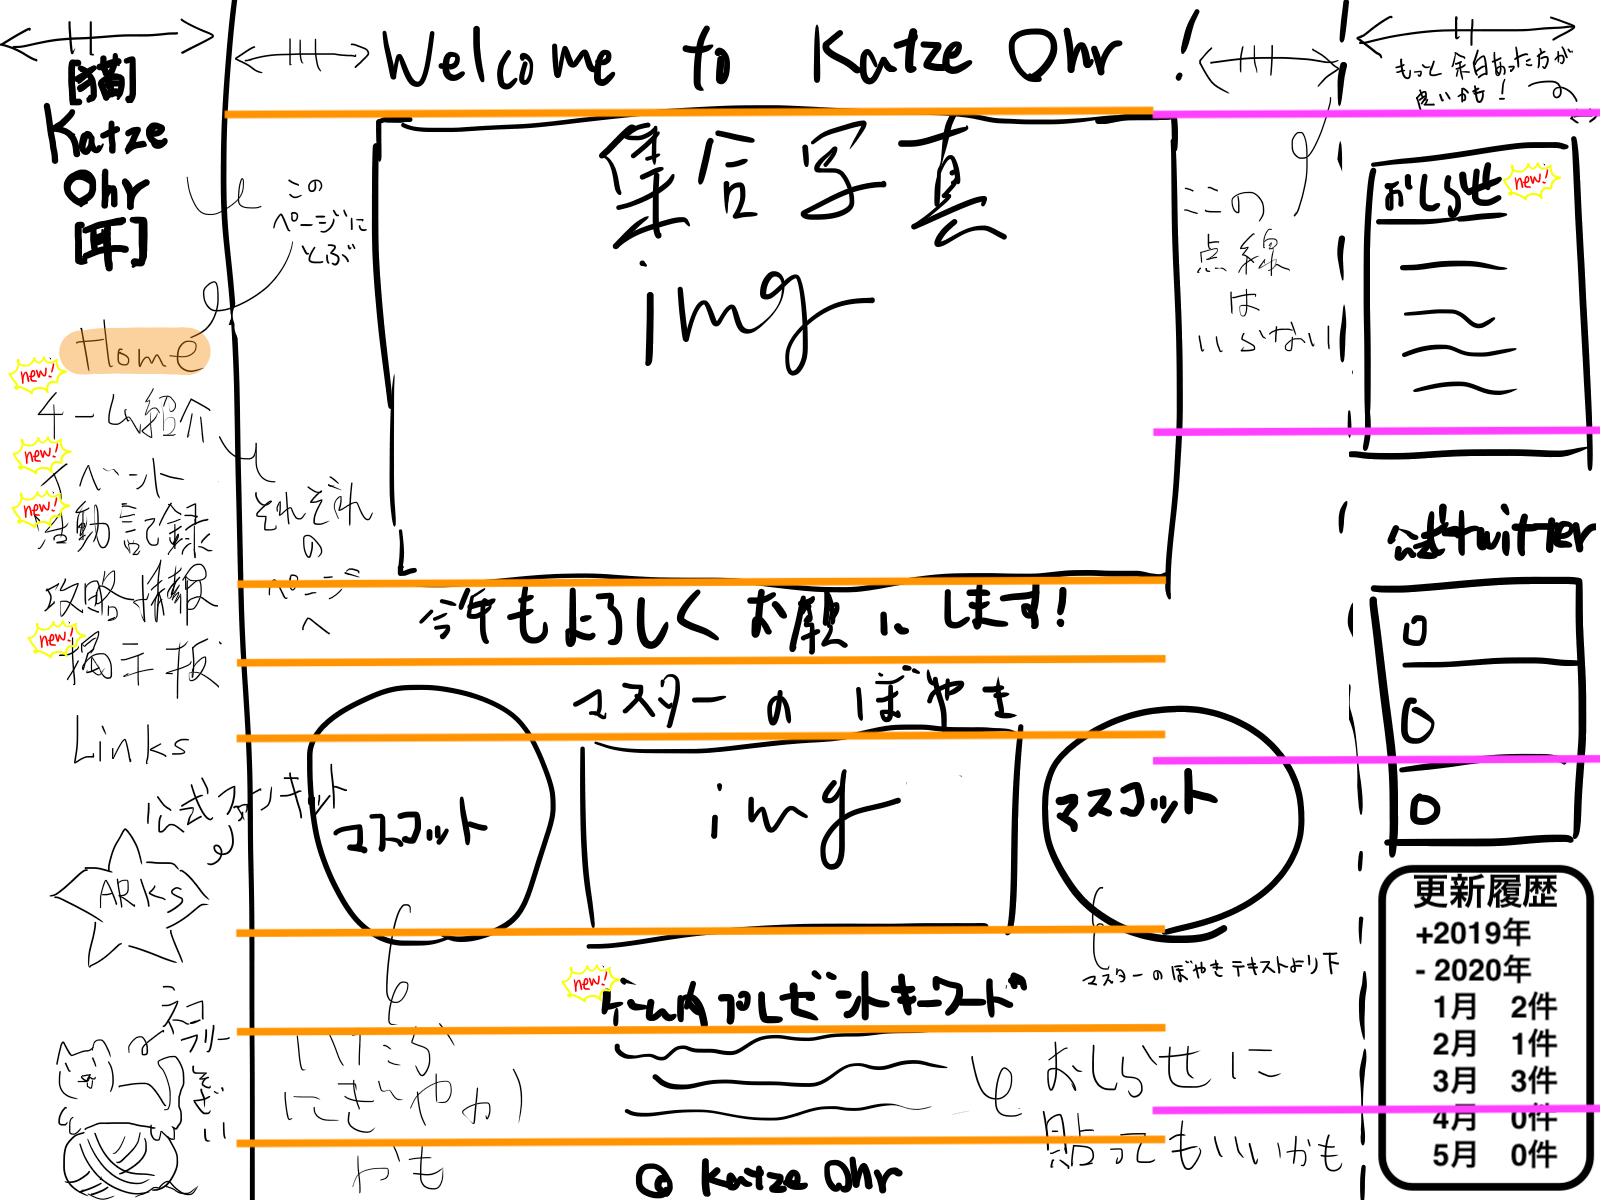 Welcome to Katze Ohr!
[猫]
Katze
Ohr
[耳]
この
ページに
とぶ
Home
new!
チーム紹介
new!
イベント
new!
活動記録
攻略情報
new!
掲示板
Links
それぞれ
の
ページ
へ
公式ファンキット
ARKS
ネコ
フリー
そざい
集合写真
img
今年もよろしくお願いします!
マスターのぼやき
マスコット
img
マスコット
マスターのぼやきテキストより下
new!
ゲーム内プレゼントキーワード
にぎやか
かも
おしらせに
貼ってもいいかも
© Katze Ohr
ここの
点線
は
いらない
もっと余白あった方が
良いかも!
おしらせ new!
公式twitter
更新履歴
+2019年
- 2020年
1月 2件
2月 1件
3月 3件
4月 0件
5月 0件